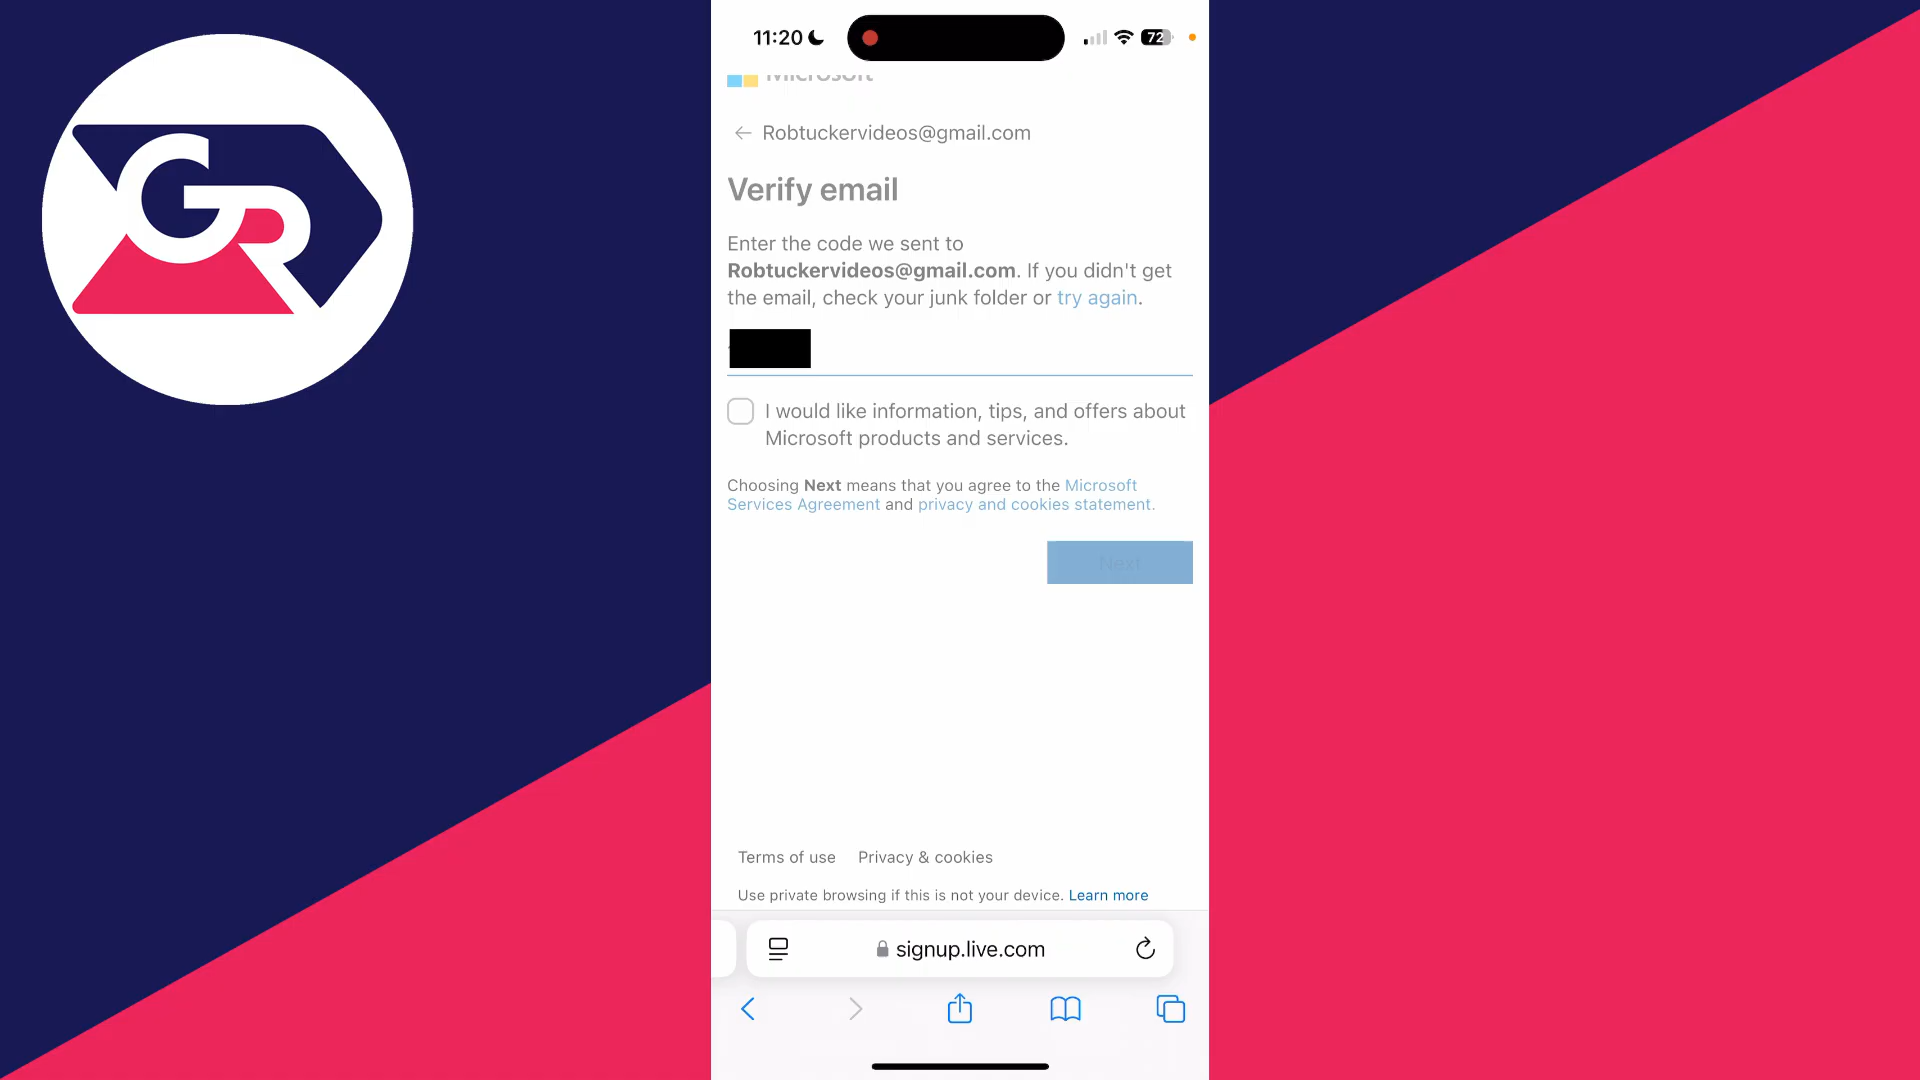 GR
11:20
72
Microsoft
Robtuckervideos@gmail.com
Verify email
Enter the code we sent to
Robtuckervideos@gmail.com. If you didn't get
the email, check your junk folder or try again.
I would like information, tips, and offers about
Microsoft products and services.
Choosing Next means that you agree to the Microsoft
Services Agreement and privacy and cookies statement.
Next
Terms of use Privacy & cookies
Use private browsing if this is not your device. Learn more
signup.live.com